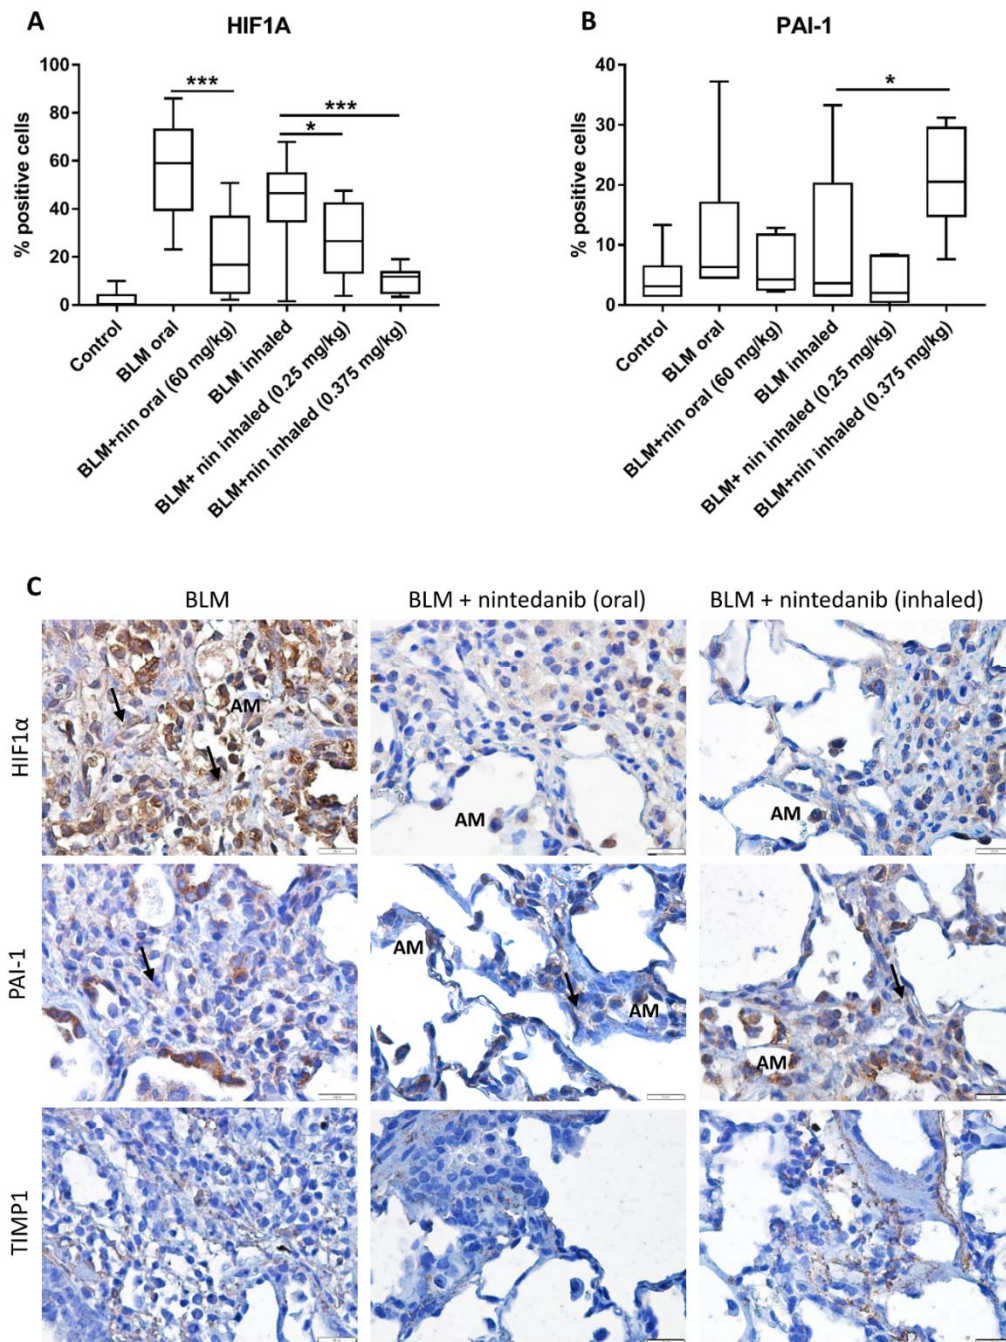 A
HIF1A
% positive cells
100
80
60
40
20
0
***
***
*
Control
BLM oral
BLM+nin oral (60 mg/kg)
BLM inhaled
BLM+ nin inhaled (0.25 mg/kg)
BLM+nin inhaled (0.375 mg/kg)
B
PAI-1
% positive cells
40
30
20
10
0
*
Control
BLM oral
BLM+nin oral (60 mg/kg)
BLM inhaled
BLM+ nin inhaled (0.25 mg/kg)
BLM+nin inhaled (0.375 mg/kg)
C
BLM
BLM + nintedanib (oral)
BLM + nintedanib (inhaled)
HIF1α
AM
AM
AM
PAI-1
AM
AM
AM
TIMP1